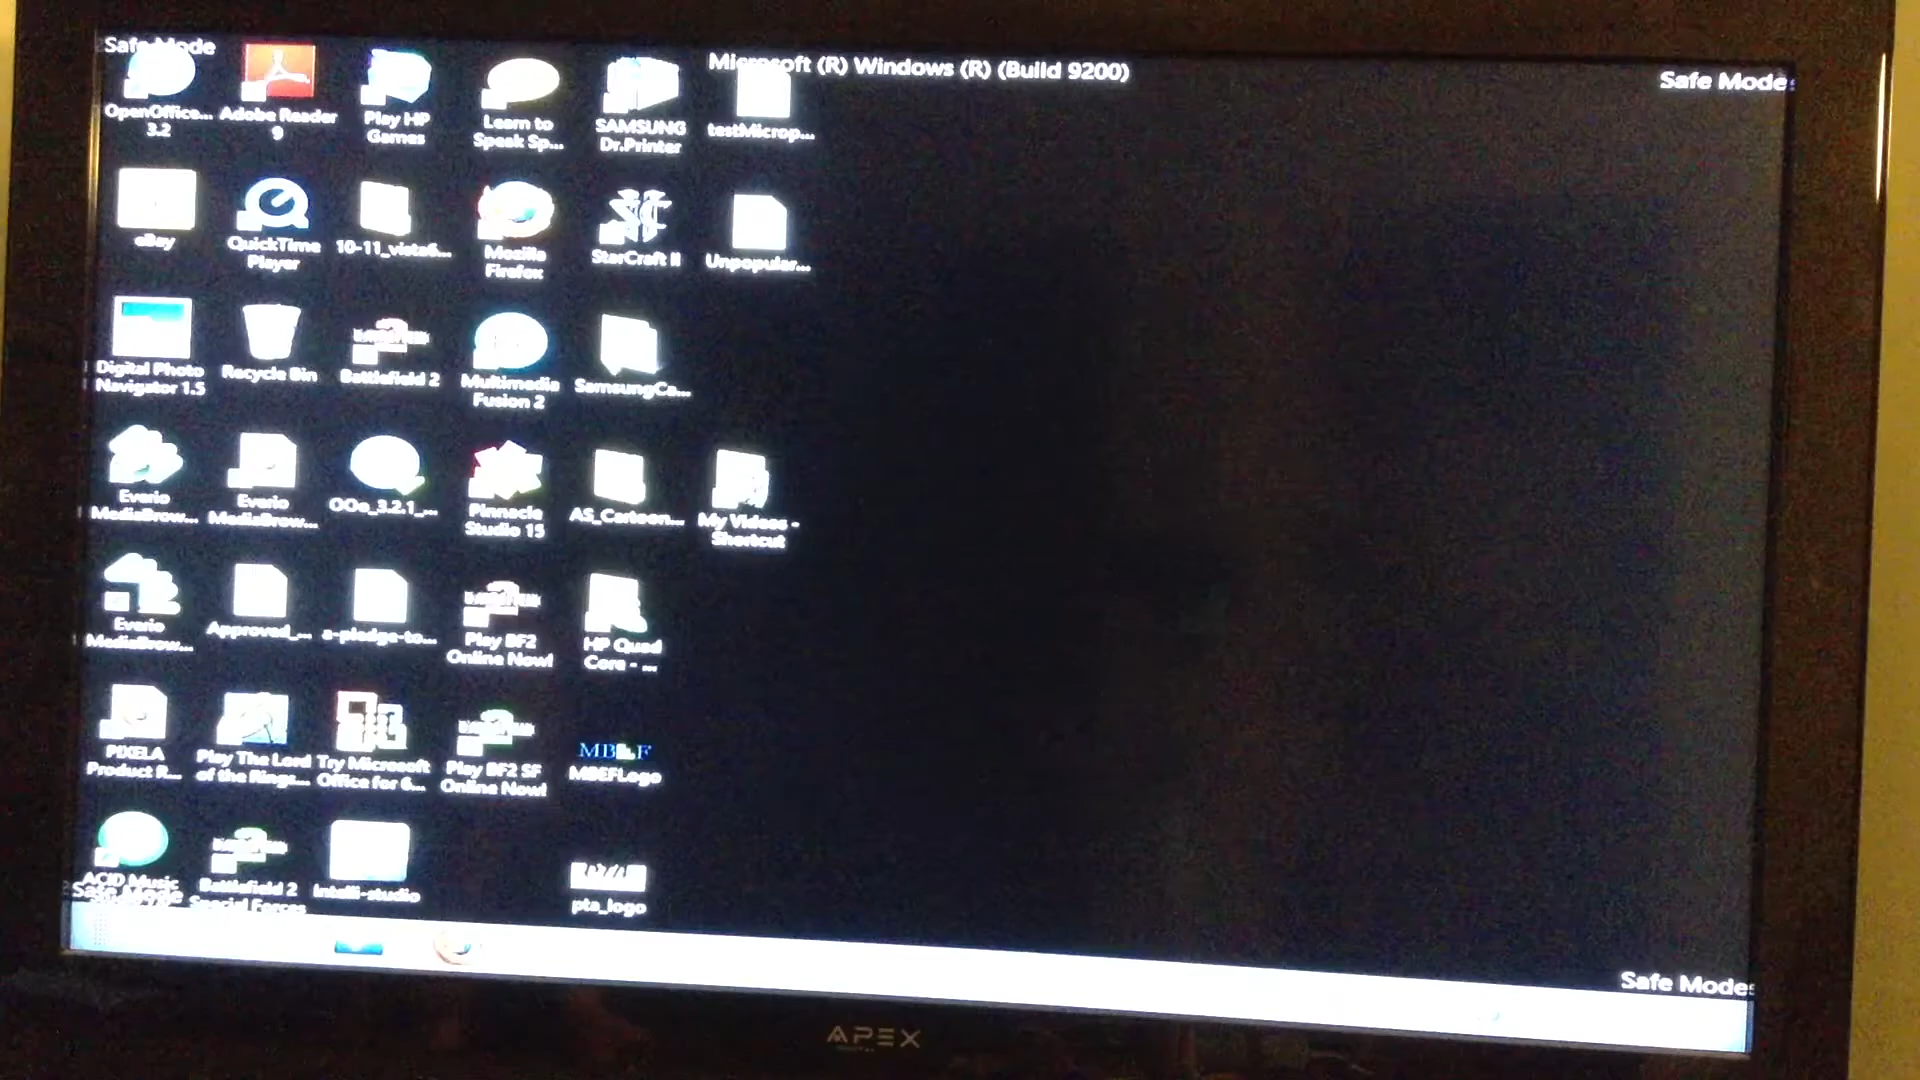 Safe Mode
Microsoft (R) Windows (R) (Build 9200)
Safe Mode
OpenOffice... 3.2
Adobe Reader 9
Play HP Games
Learn to Speak Sp...
SAMSUNG Dr.Printer
testMicrop...
eBay
QuickTime Player
10-11_vista6...
Mozilla Firefox
StarCraft II
Unpopular...
Digital Photo Navigator 1.5
Recycle Bin
Battlefield 2
Multimedia Fusion 2
SamsungCa...
Everio MediaBrow...
Everio MediaBrow...
OOo_3.2.1_...
Pinnacle Studio 15
AS_Cartoon...
My Videos - Shortcut
Everio MediaBrow...
Approved_...
a-pledge-to...
Play BF2 Online Now!
HP Quad Core - ...
PIXELA Product R...
Play The Lord of the Rings...
Try Microsoft Office for 6...
Play BF2 SF Online Now!
MBEF
MBEFLogo
ACID Music
Safe Mode
Battlefield 2 Special Forces
Intelli-studio
pta_logo
Safe Mode
APEX